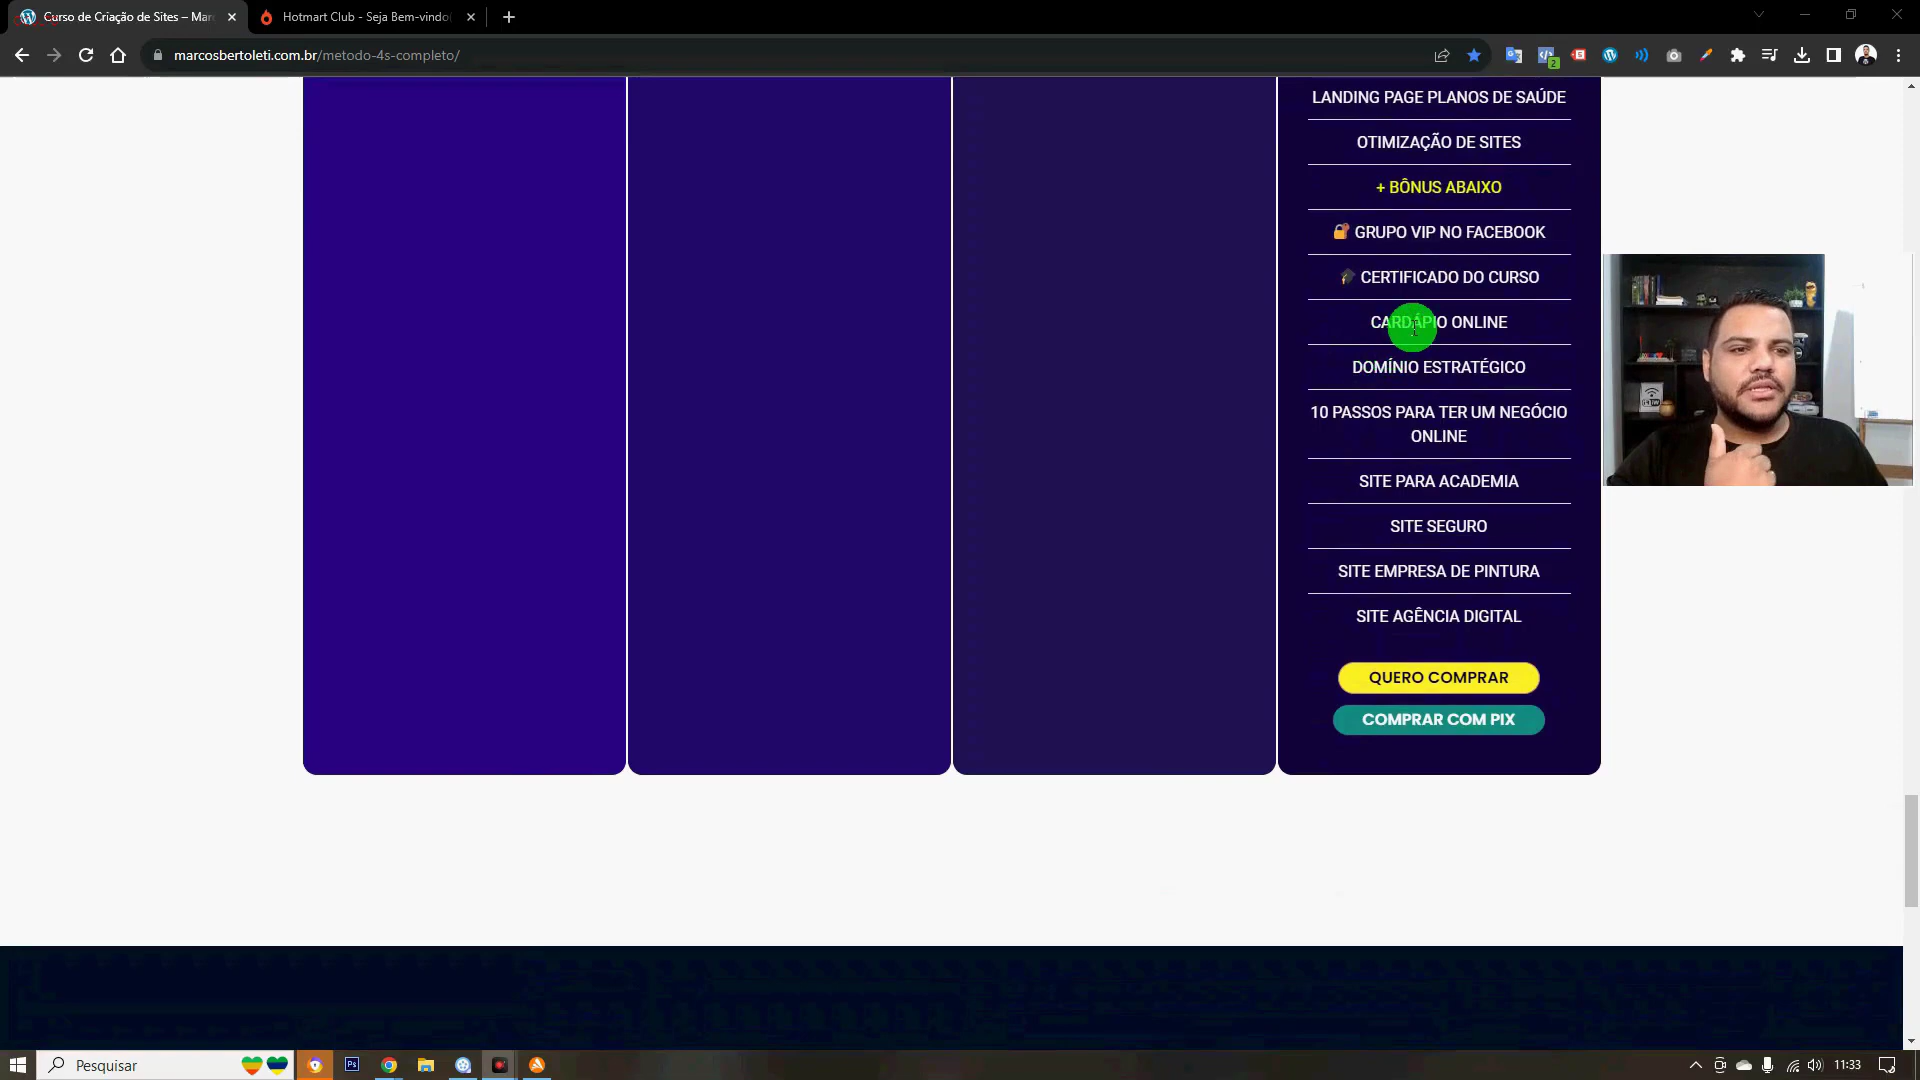 Curso de Criação de Sites – Marc
Hotmart Club - Seja Bem-vindo(
marcosbertoleti.com.br/metodo-4s-completo/
2
LANDING PAGE PLANOS DE SAÚDE
OTIMIZAÇÃO DE SITES
+ BÔNUS ABAIXO
GRUPO VIP NO FACEBOOK
CERTIFICADO DO CURSO
CARDÁPIO ONLINE
DOMÍNIO ESTRATÉGICO
10 PASSOS PARA TER UM NEGÓCIO
ONLINE
SITE PARA ACADEMIA
SITE SEGURO
SITE EMPRESA DE PINTURA
SITE AGÊNCIA DIGITAL
QUERO COMPRAR
COMPRAR COM PIX
Pesquisar
Ps
11:33